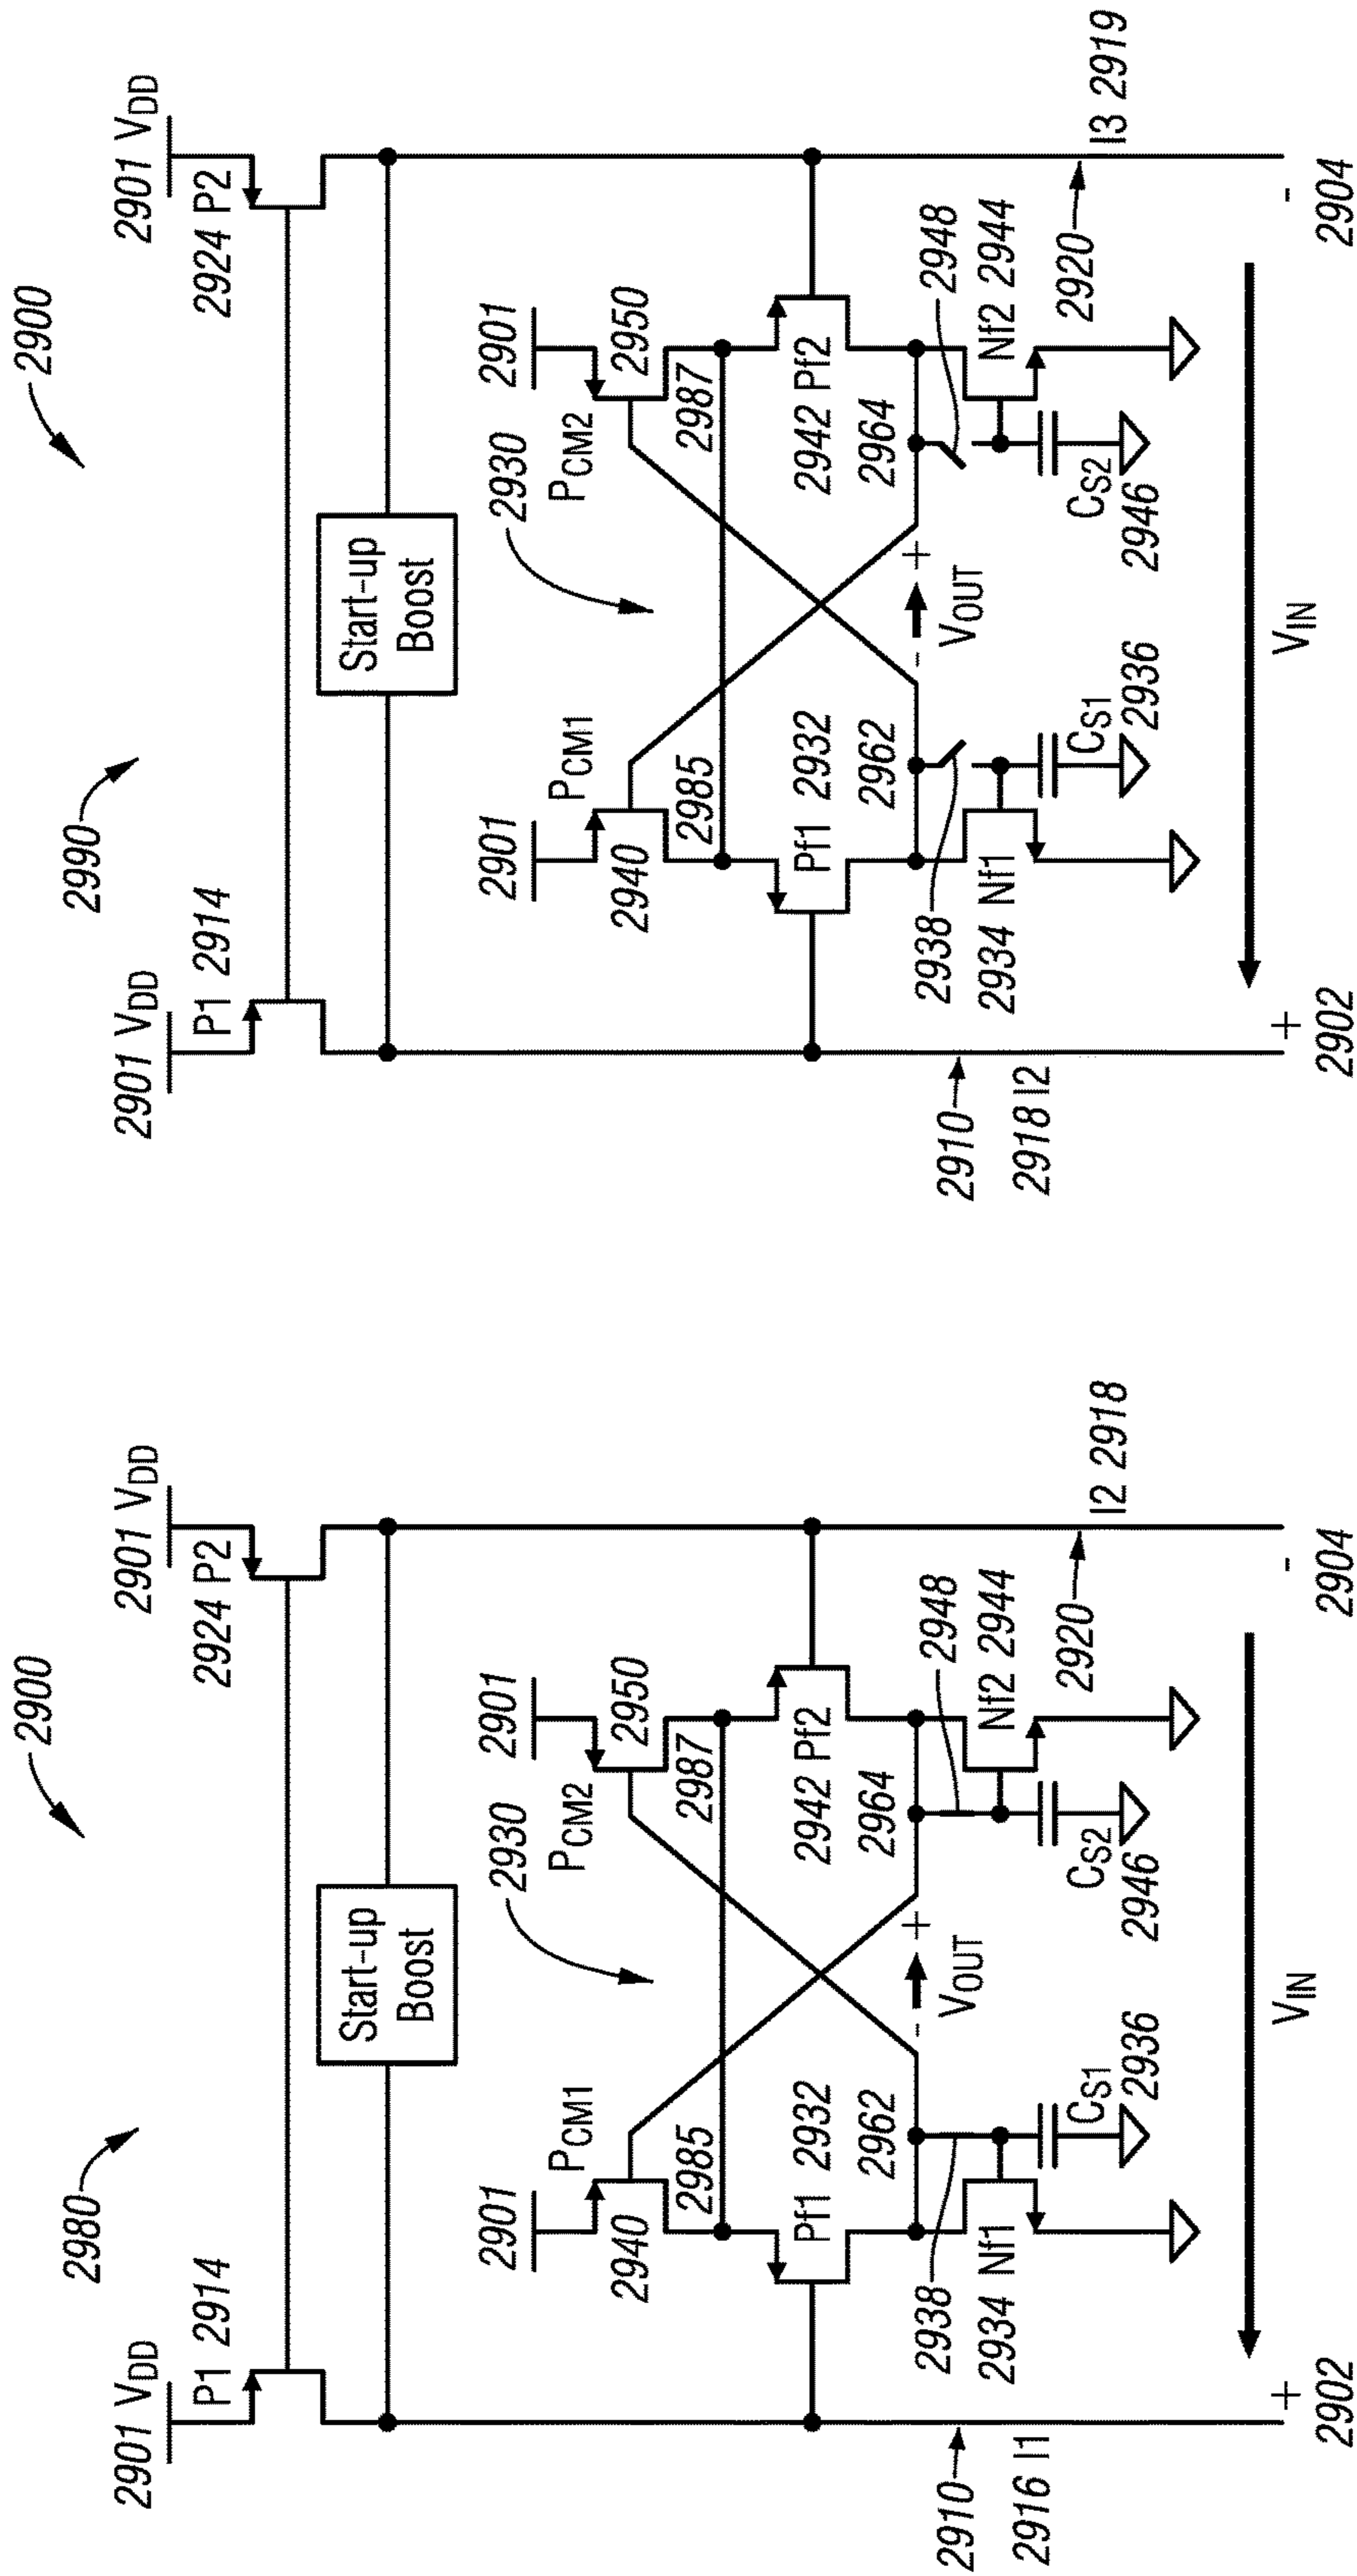 2900
2980
2901 VDD
P1 2914
2901 VDD
2924 P2
Start-up
Boost
2901
PCM1
2940
2985
2930
2901
PCM2
2950
2987
Pf1 2932
2962
2942 Pf2
2964
- VOUT +
2938
2934 Nf1
CS1
2936
2948
Nf2 2944
CS2
2946
2910
2916 I1
2920
I2 2918
VIN
+
2902
-
2904
2900
2990
2901 VDD
P1 2914
2901 VDD
2924 P2
Start-up
Boost
2901
PCM1
2940
2985
2930
2901
PCM2
2950
2987
Pf1 2932
2962
2942 Pf2
2964
- VOUT +
2938
2934 Nf1
CS1
2936
2948
Nf2 2944
CS2
2946
2910
2918 I2
2920
I3 2919
VIN
+
2902
-
2904